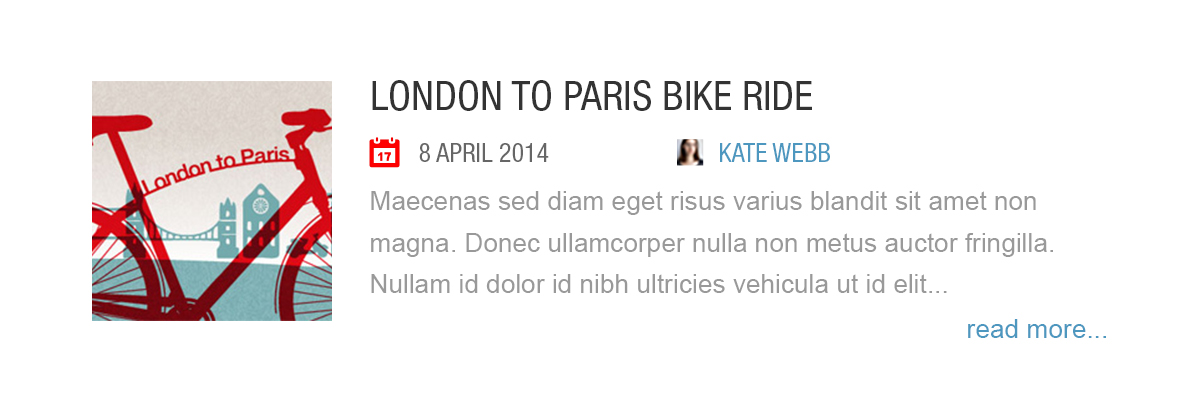 LONDON TO PARIS BIKE RIDE
London to Paris
17
8 APRIL 2014
KATE WEBB
Maecenas sed diam eget risus varius blandit sit amet non
magna. Donec ullamcorper nulla non metus auctor fringilla.
Nullam id dolor id nibh ultricies vehicula ut id elit...
read more...